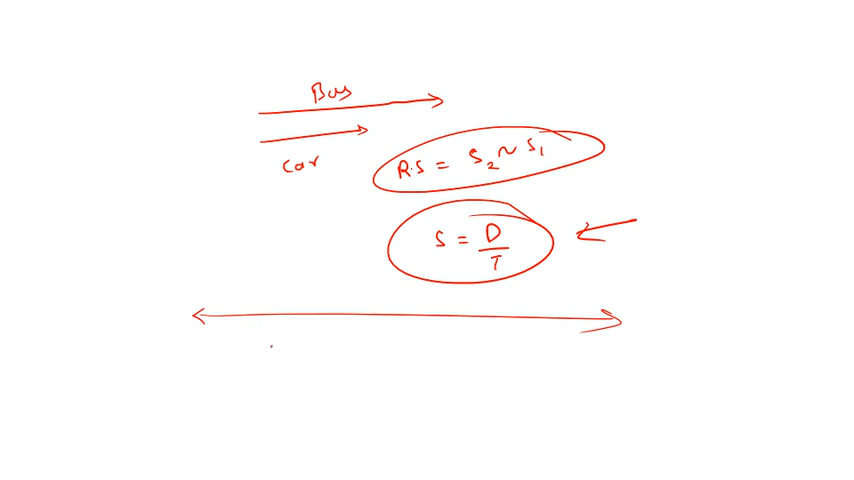 Bus
Car
R.S = S₂ ~ S₁
S = D/T